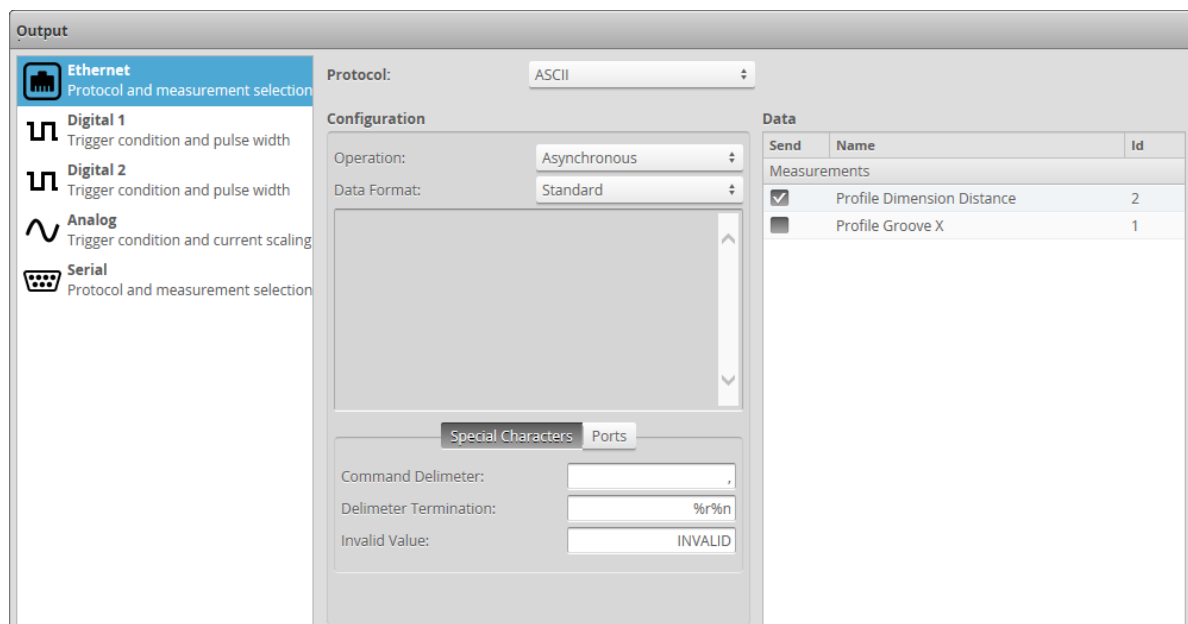 Output
Ethernet
Protocol and measurement selection
Digital 1
Trigger condition and pulse width
Digital 2
Trigger condition and pulse width
Analog
Trigger condition and current scaling
Serial
Protocol and measurement selection
Protocol: ASCII
Configuration
Operation: Asynchronous
Data Format: Standard
Special Characters Ports
Command Delimeter: ,
Delimeter Termination: %r%n
Invalid Value: INVALID
Data
Send Name Id
Measurements
Profile Dimension Distance 2
Profile Groove X 1